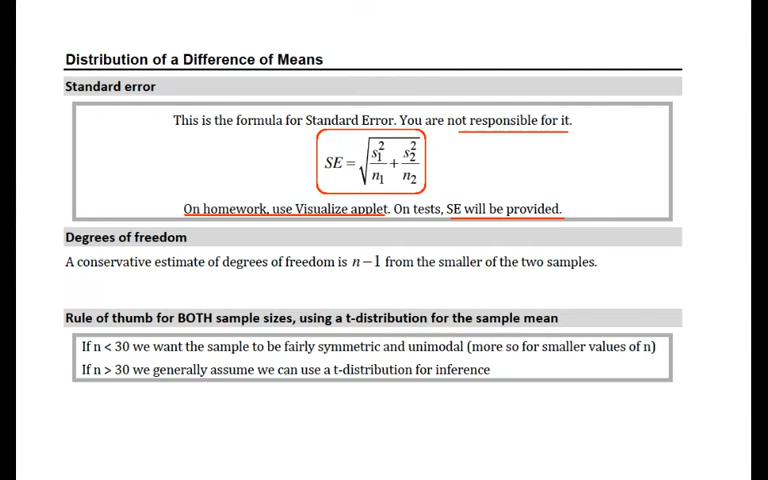 Distribution of a Difference of Means
Standard error
This is the formula for Standard Error. You are not responsible for it.
SE = √(s₁²/n₁ + s₂²/n₂)
On homework, use Visualize applet. On tests, SE will be provided.
Degrees of freedom
A conservative estimate of degrees of freedom is n − 1 from the smaller of the two samples.
Rule of thumb for BOTH sample sizes, using a t-distribution for the sample mean
If n < 30 we want the sample to be fairly symmetric and unimodal (more so for smaller values of n)
If n > 30 we generally assume we can use a t-distribution for inference